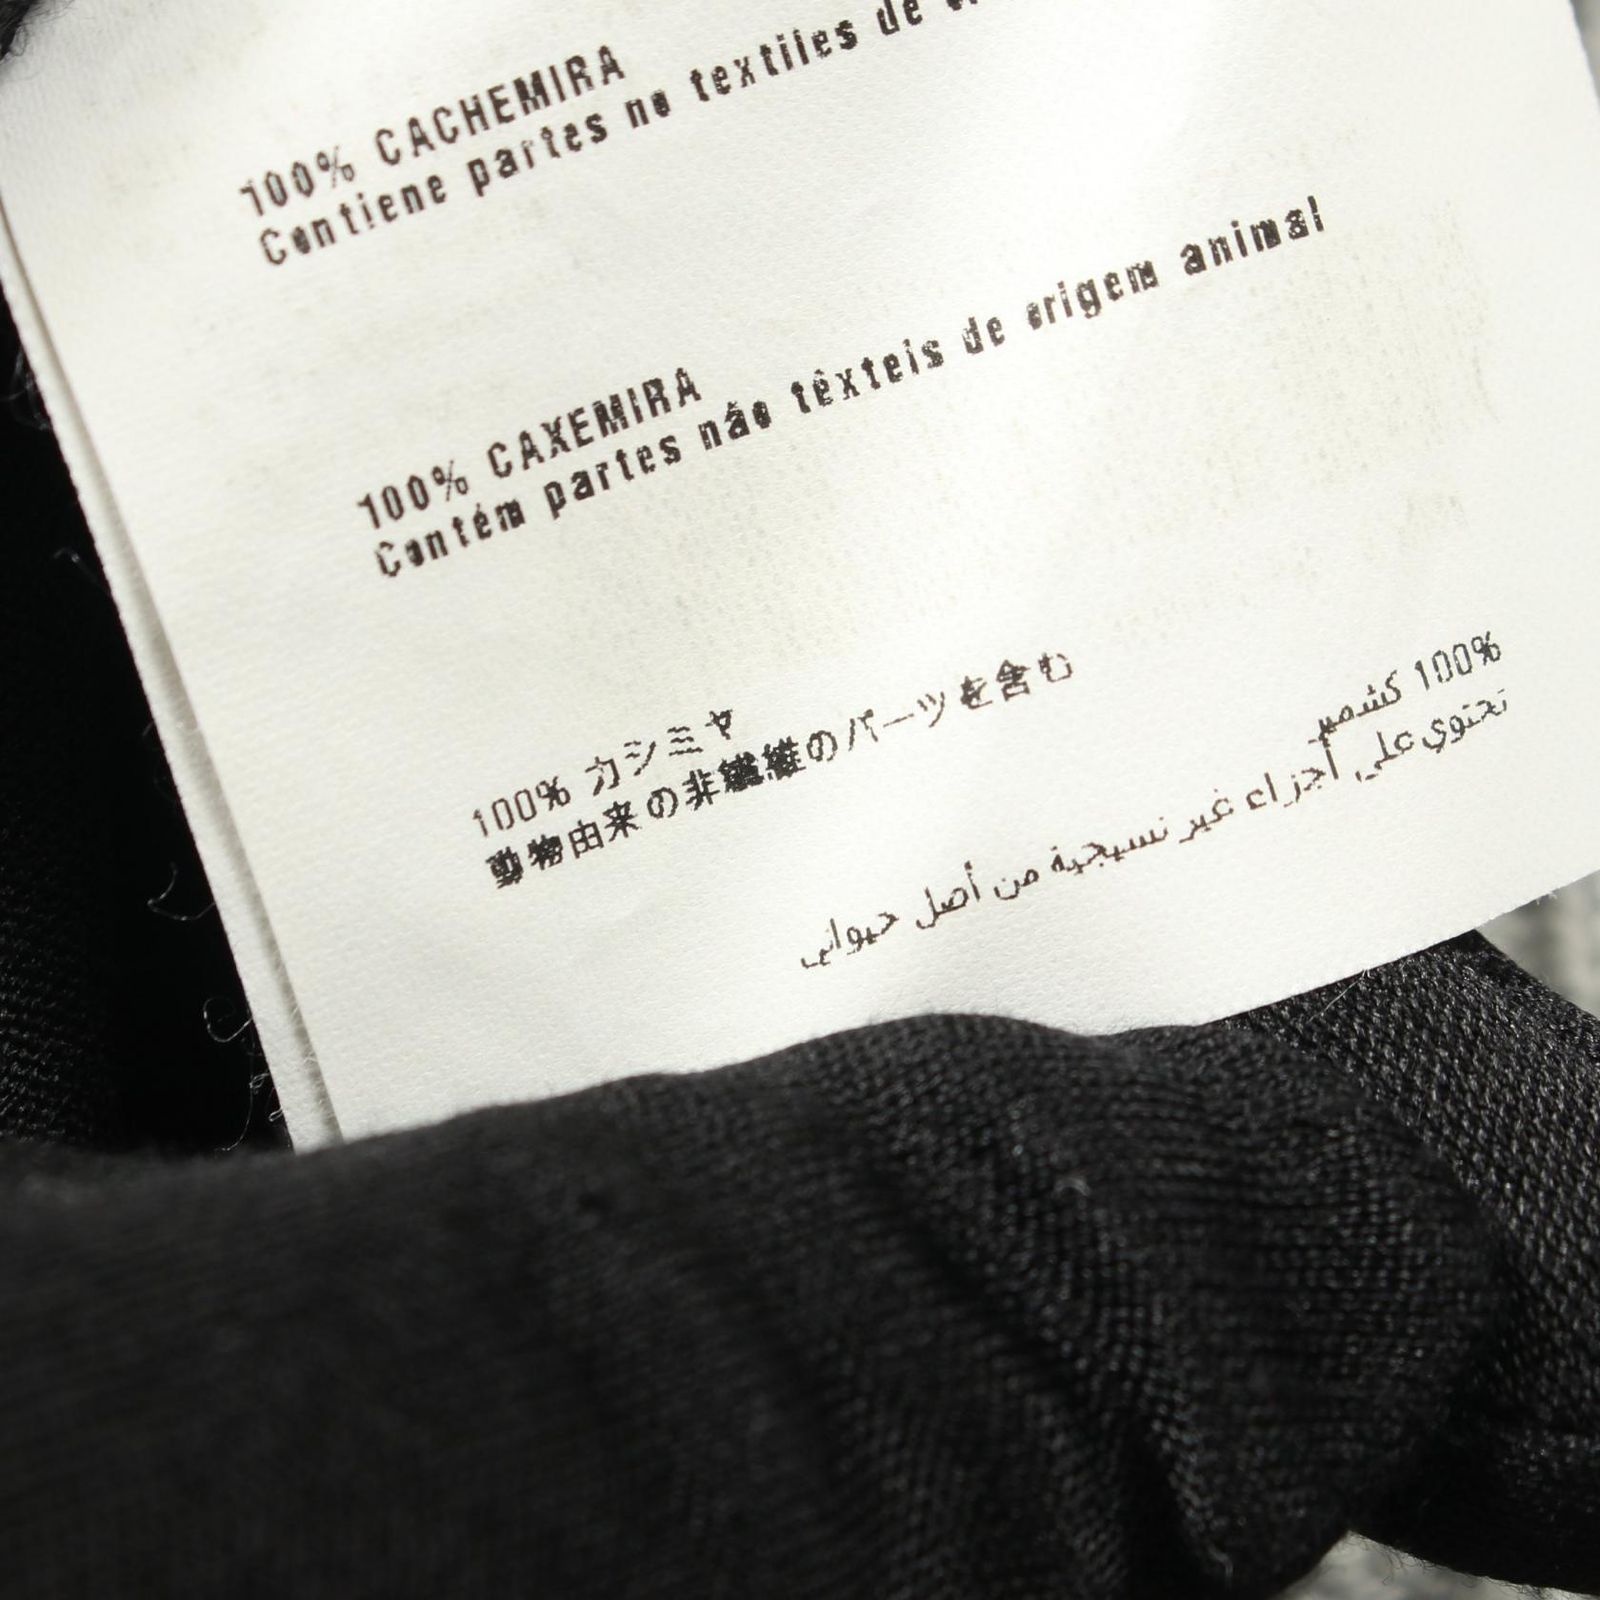 100% CACHEMIRA
Contiene partes no textiles de
100% CAXEMIRA
Contém partes não têxteis de origem animal
100% カシミヤ
動物由来の非繊維のパーツを含む
100% كشمير
تحتوي على أجزاء غير نسيجية من أصل حيواني